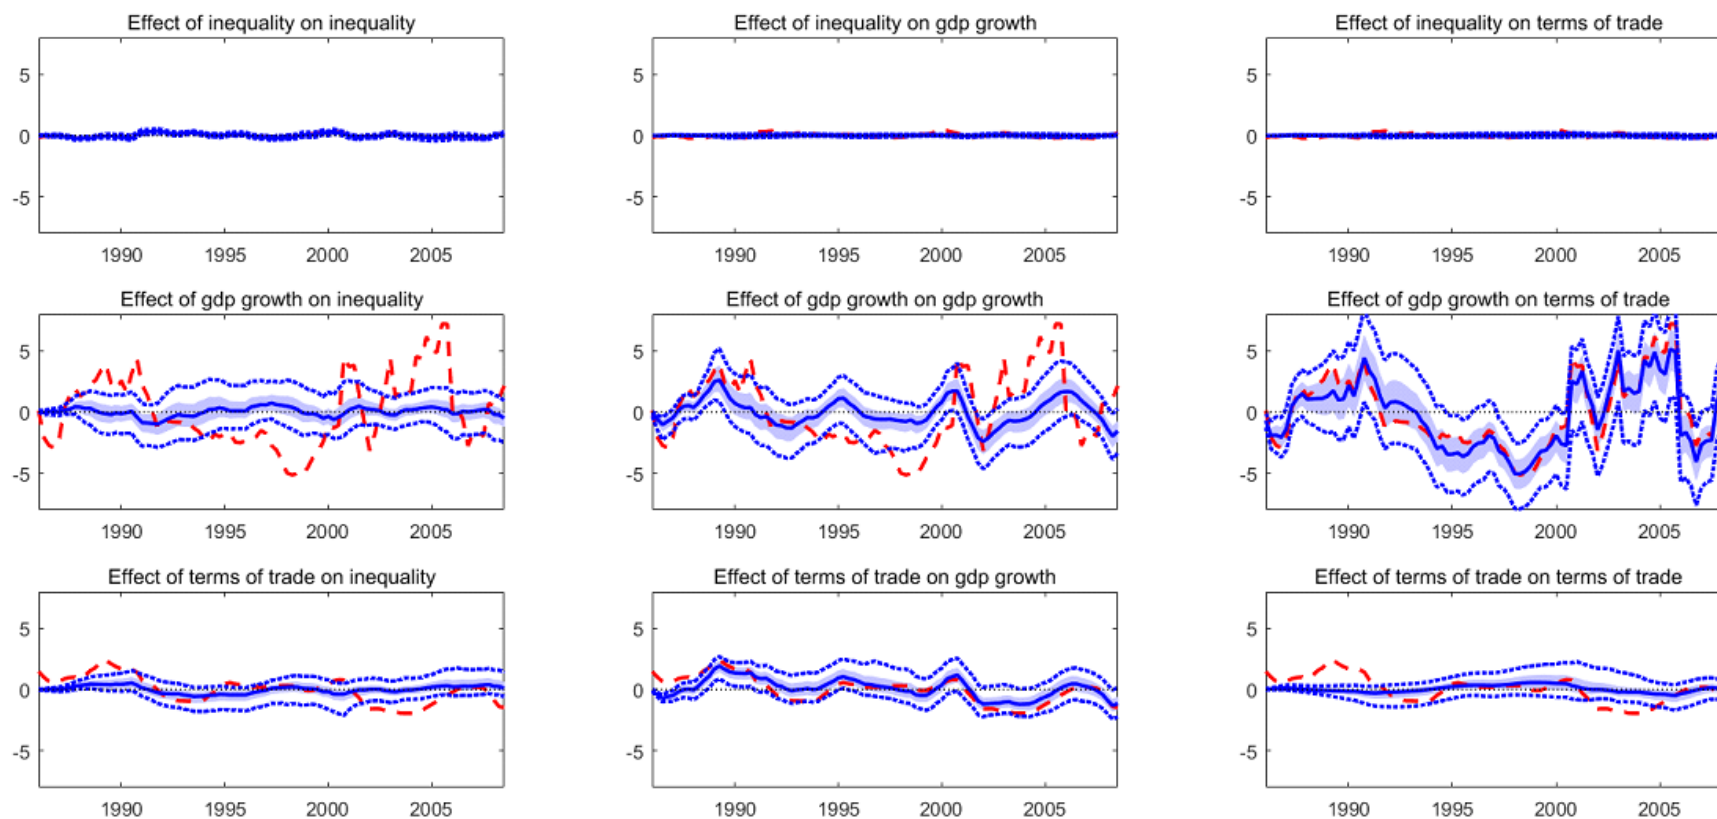 Effect of inequality on inequality
Effect of inequality on gdp growth
Effect of inequality on terms of trade
5
0
-5
1990 1995 2000 2005
5
0
-5
1990 1995 2000 2005
5
0
-5
1990 1995 2000 2005
Effect of gdp growth on inequality
Effect of gdp growth on gdp growth
Effect of gdp growth on terms of trade
5
0
-5
1990 1995 2000 2005
5
0
-5
1990 1995 2000 2005
5
0
-5
1990 1995 2000 2005
Effect of terms of trade on inequality
Effect of terms of trade on gdp growth
Effect of terms of trade on terms of trade
5
0
-5
1990 1995 2000 2005
5
0
-5
1990 1995 2000 2005
5
0
-5
1990 1995 2000 2005